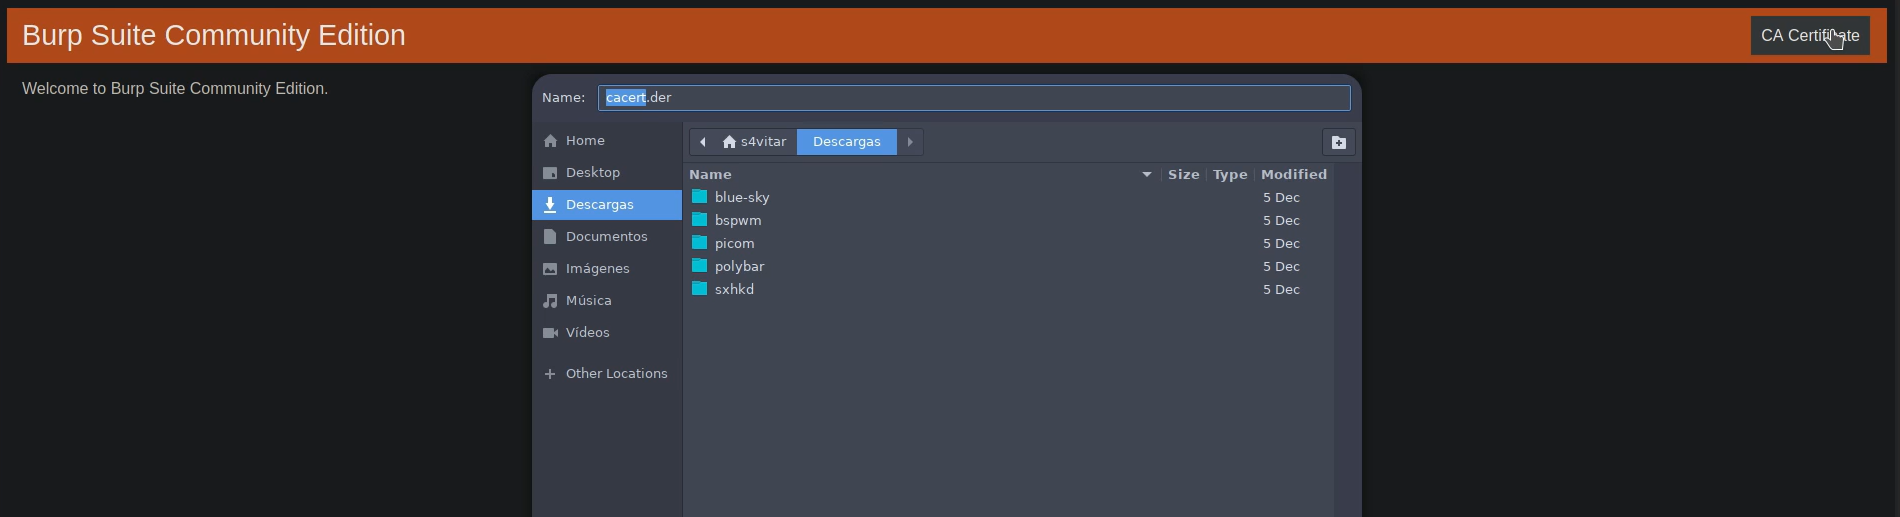 Burp Suite Community Edition
CA Certificate
Welcome to Burp Suite Community Edition.
Name: cacert.der
Home
Desktop
Descargas
Documentos
Imágenes
Música
Vídeos
Other Locations
s4vitar Descargas
Name Size Type Modified
blue-sky 5 Dec
bspwm 5 Dec
picom 5 Dec
polybar 5 Dec
sxhkd 5 Dec